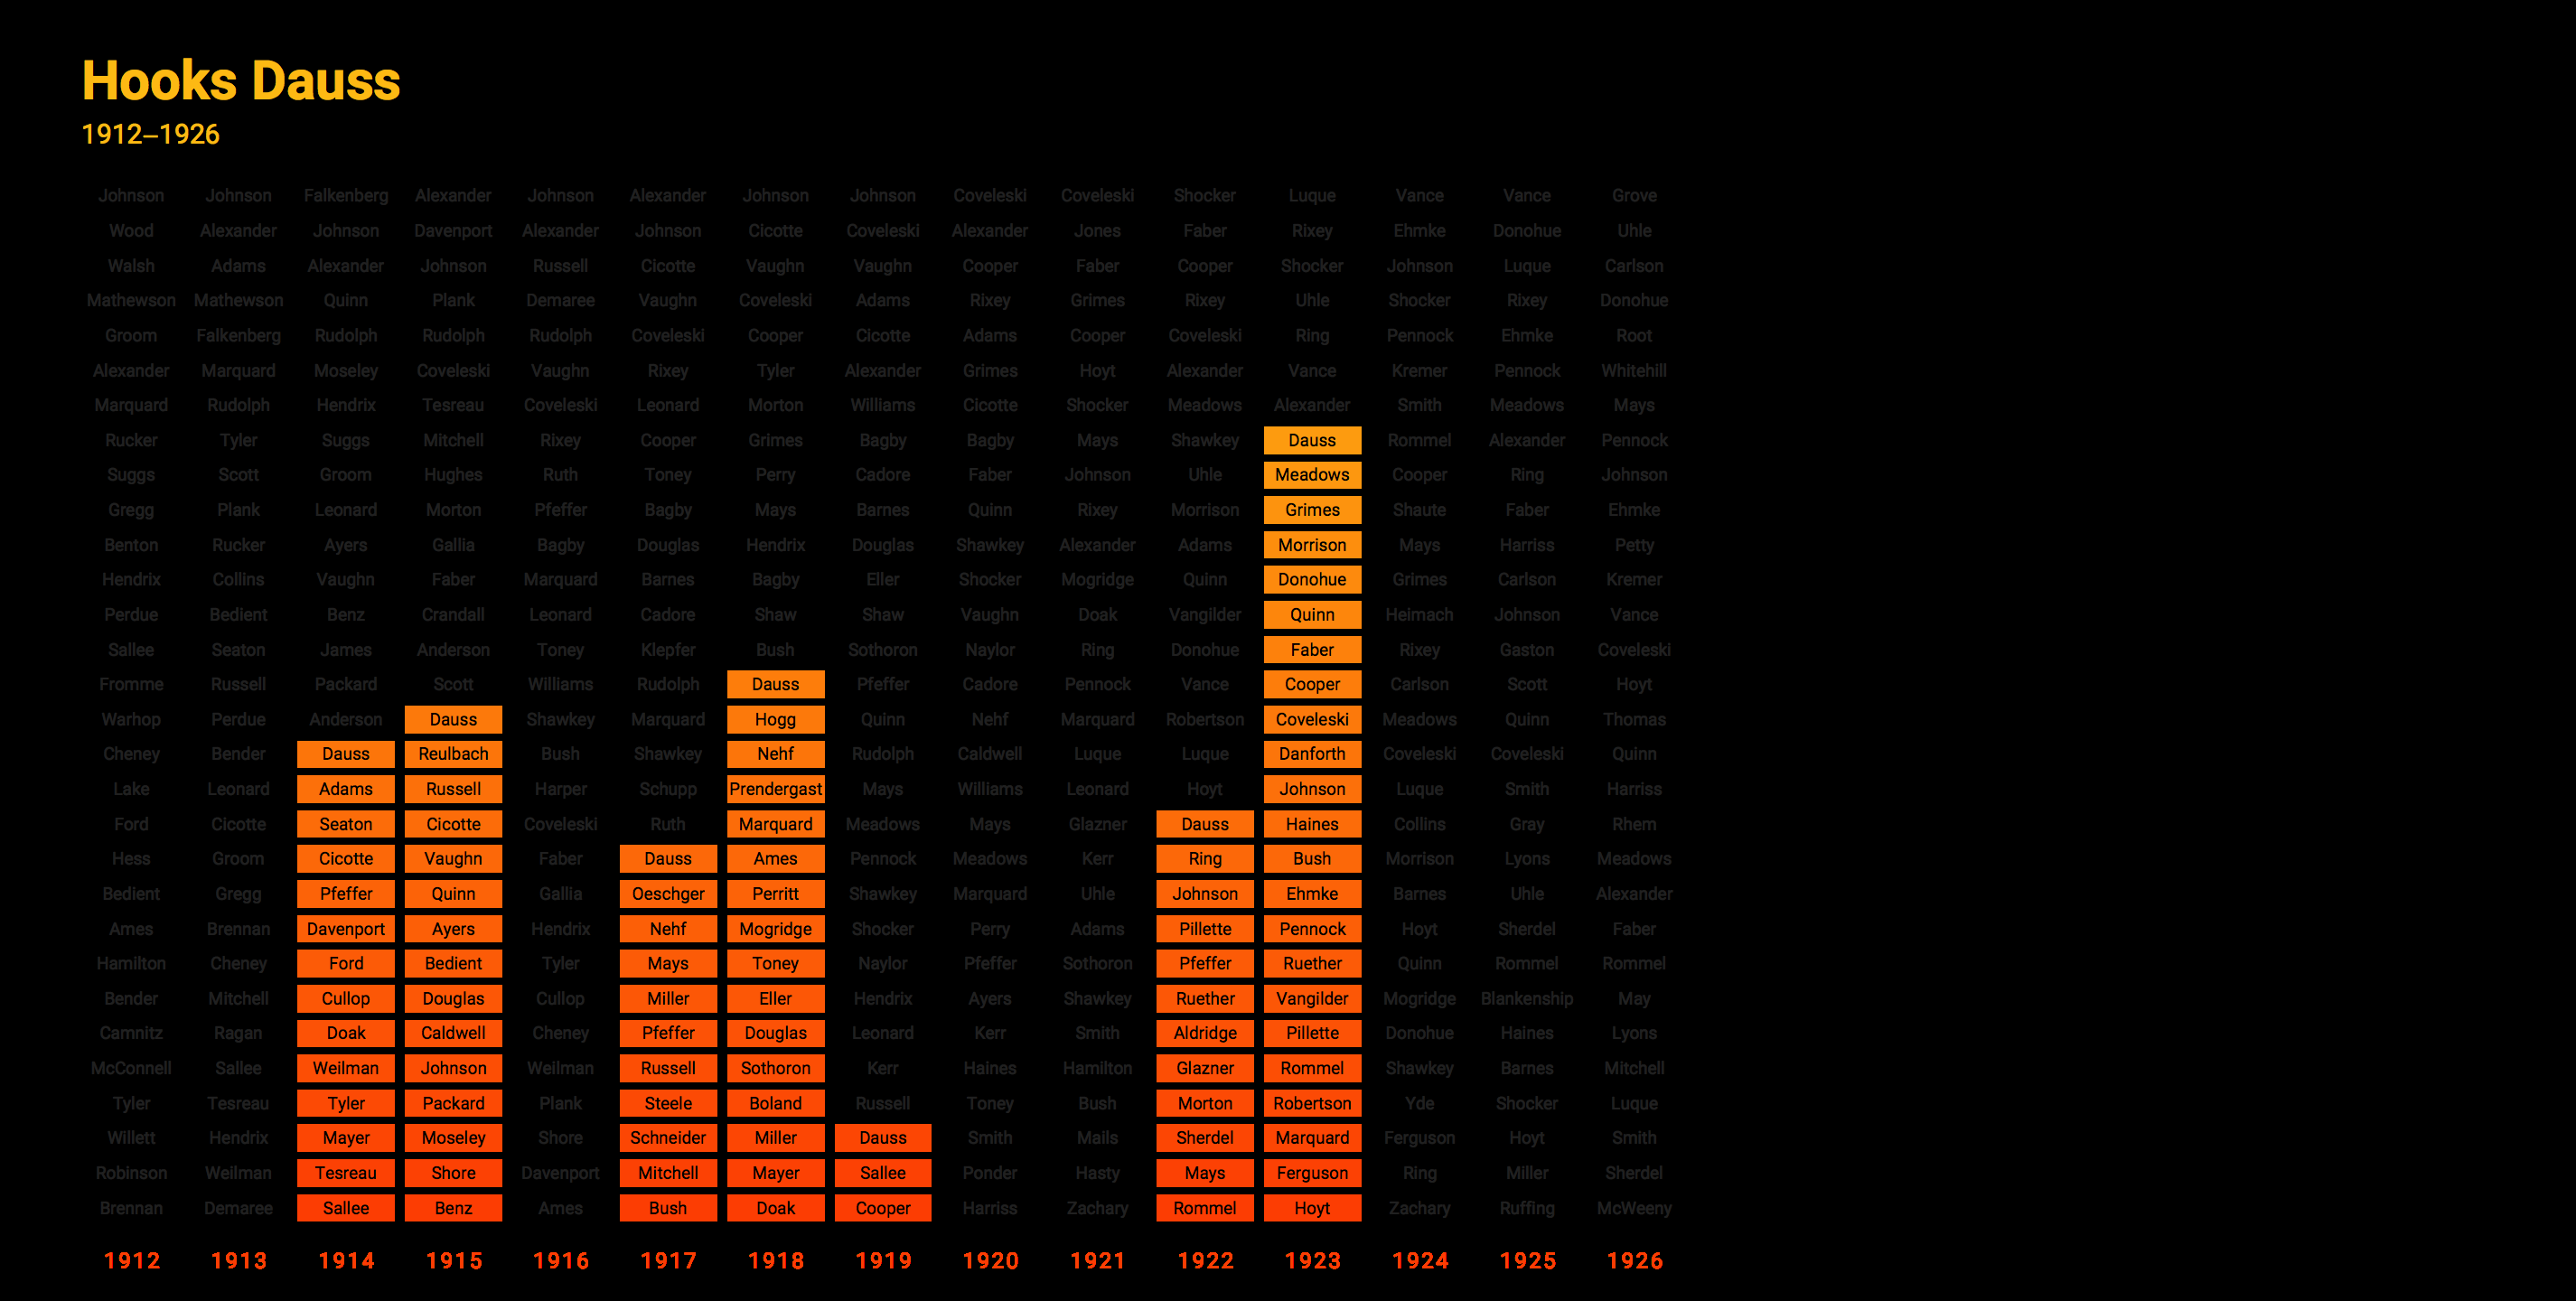 Hooks Dauss
1912–1926
Johnson Johnson Falkenberg Alexander Johnson Alexander Johnson Johnson Coveleski Coveleski Shocker Luque Vance Vance Grove
Wood Alexander Johnson Davenport Alexander Johnson Cicotte Coveleski Alexander Jones Faber Rixey Ehmke Donohue Uhle
Walsh Adams Alexander Johnson Russell Cicotte Vaughn Vaughn Cooper Faber Cooper Shocker Johnson Luque Carlson
Mathewson Mathewson Quinn Plank Demaree Vaughn Coveleski Adams Rixey Grimes Rixey Uhle Shocker Rixey Donohue
Groom Falkenberg Rudolph Rudolph Rudolph Coveleski Cooper Cicotte Adams Cooper Coveleski Ring Pennock Ehmke Root
Alexander Marquard Moseley Coveleski Vaughn Rixey Tyler Alexander Grimes Hoyt Alexander Vance Kremer Pennock Whitehill
Marquard Rudolph Hendrix Tesreau Coveleski Leonard Morton Williams Cicotte Shocker Meadows Alexander Smith Meadows Mays
Rucker Tyler Suggs Mitchell Rixey Cooper Grimes Bagby Bagby Mays Shawkey Dauss Rommel Alexander Pennock
Suggs Scott Groom Hughes Ruth Toney Perry Cadore Faber Johnson Uhle Meadows Cooper Ring Johnson
Gregg Plank Leonard Morton Pfeffer Bagby Mays Barnes Quinn Rixey Morrison Grimes Shaute Faber Ehmke
Benton Rucker Ayers Gallia Bagby Douglas Hendrix Douglas Shawkey Alexander Adams Morrison Mays Harriss Petty
Hendrix Collins Vaughn Faber Marquard Barnes Bagby Eller Shocker Mogridge Quinn Donohue Grimes Carlson Kremer
Perdue Bedient Benz Crandall Leonard Cadore Shaw Shaw Vaughn Doak Vangilder Quinn Heimach Johnson Vance
Sallee Seaton James Anderson Toney Klepfer Bush Sothoron Naylor Ring Donohue Faber Rixey Gaston Coveleski
Fromme Russell Packard Scott Williams Rudolph Dauss Pfeffer Cadore Pennock Vance Cooper Carlson Scott Hoyt
Warhop Perdue Anderson Dauss Shawkey Marquard Hogg Quinn Nehf Marquard Robertson Coveleski Meadows Quinn Thomas
Cheney Bender Dauss Reulbach Bush Shawkey Nehf Rudolph Caldwell Luque Luque Danforth Coveleski Coveleski Quinn
Lake Leonard Adams Russell Harper Schupp Prendergast Mays Williams Leonard Hoyt Johnson Luque Smith Harriss
Ford Cicotte Seaton Cicotte Coveleski Ruth Marquard Meadows Mays Glazner Dauss Haines Collins Gray Rhem
Hess Groom Cicotte Vaughn Faber Dauss Ames Pennock Meadows Kerr Ring Bush Morrison Lyons Meadows
Bedient Gregg Pfeffer Quinn Gallia Oeschger Perritt Shawkey Marquard Uhle Johnson Ehmke Barnes Uhle Alexander
Ames Brennan Davenport Ayers Hendrix Nehf Mogridge Shocker Perry Adams Pillette Pennock Hoyt Sherdel Faber
Hamilton Cheney Ford Bedient Tyler Mays Toney Naylor Pfeffer Sothoron Pfeffer Ruether Quinn Rommel Rommel
Bender Mitchell Cullop Douglas Cullop Miller Eller Hendrix Ayers Shawkey Ruether Vangilder Mogridge Blankenship May
Camnitz Ragan Doak Caldwell Cheney Pfeffer Douglas Leonard Kerr Smith Aldridge Pillette Donohue Haines Lyons
McConnell Sallee Weilman Johnson Weilman Russell Sothoron Kerr Haines Hamilton Glazner Rommel Shawkey Barnes Mitchell
Tyler Tesreau Tyler Packard Plank Steele Boland Russell Toney Bush Morton Robertson Yde Shocker Luque
Willett Hendrix Mayer Moseley Shore Schneider Miller Dauss Smith Mails Sherdel Marquard Ferguson Hoyt Smith
Robinson Weilman Tesreau Shore Davenport Mitchell Mayer Sallee Ponder Hasty Mays Ferguson Ring Miller Sherdel
Brennan Demaree Sallee Benz Ames Bush Doak Cooper Harriss Zachary Rommel Hoyt Zachary Ruffing McWeeny
1912 1913 1914 1915 1916 1917 1918 1919 1920 1921 1922 1923 1924 1925 1926